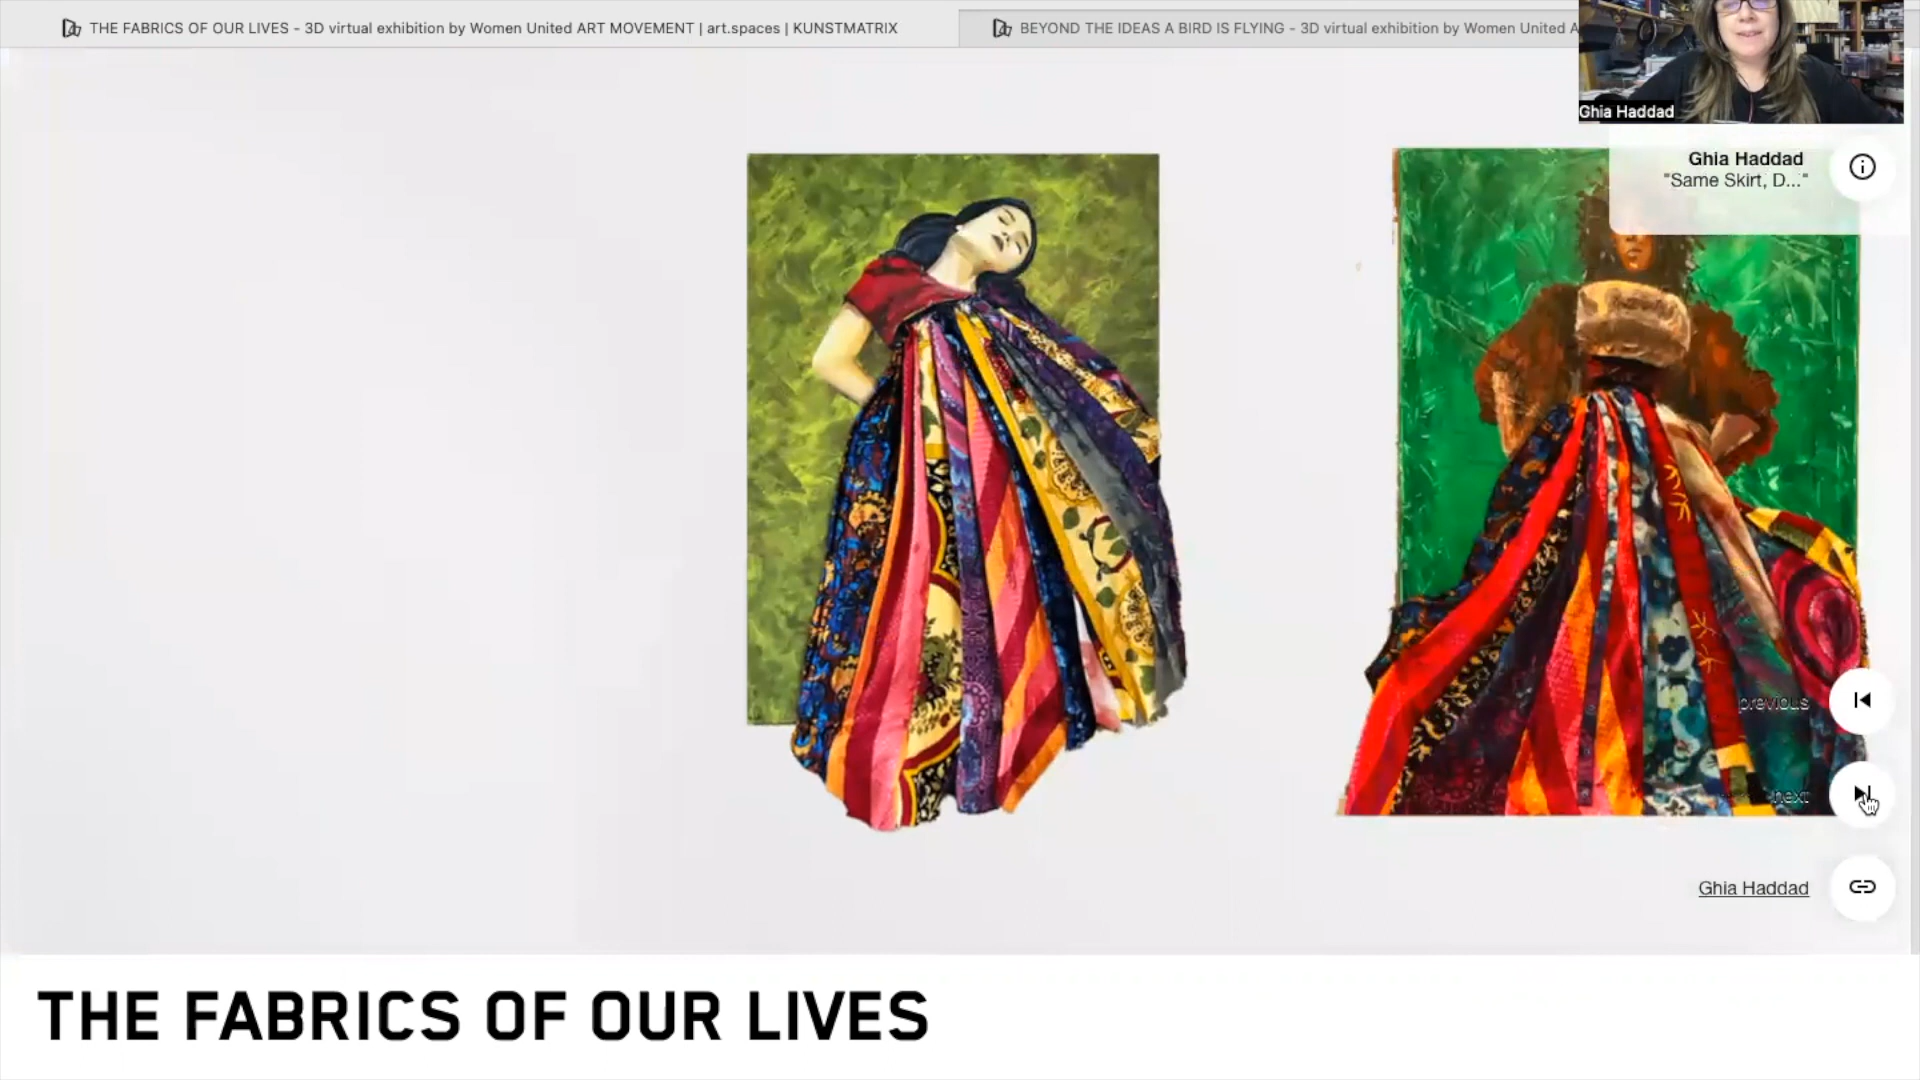 THE FABRICS OF OUR LIVES - 3D virtual exhibition by Women United ART MOVEMENT | art.spaces | KUNSTMATRIX
BEYOND THE IDEAS A BIRD IS FLYING - 3D virtual exhibition by Women United
Ghia Haddad
Ghia Haddad
"Same Skirt, D..."
previous
next
Ghia Haddad
THE FABRICS OF OUR LIVES